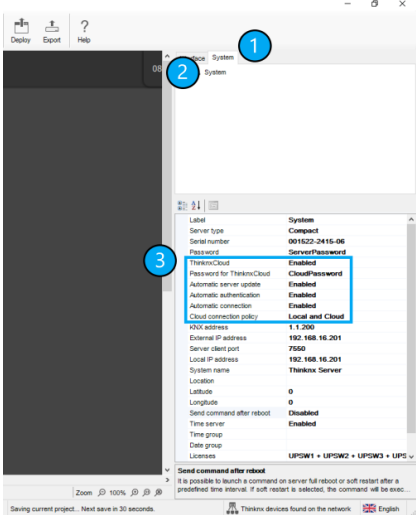 Deploy Export Help
1
08
face System
2 System
3
Label System
Server type Compact
Serial number 001522-2415-06
Password ServerPassword
ThinknxCloud Enabled
Password for ThinknxCloud CloudPassword
Automatic server update Enabled
Automatic authentication Enabled
Automatic connection Enabled
Cloud connection policy Local and Cloud
KNX address 1.1.200
External IP address 192.168.16.201
Server client port 7550
Local IP address 192.168.16.201
System name Thinknx Server
Location
Latitude 0
Longitude 0
Send command after reboot Disabled
Time server Enabled
Time group
Date group
Licenses UPSW1 + UPSW2 + UPSW3 + UPS
Send command after reboot
It is possible to launch a command on server full reboot or soft restart after a
predefined time interval. If soft restart is selected, the command will be exec...
Zoom 100%
Saving current project... Next save in 30 seconds. Thinknx devices found on the network English